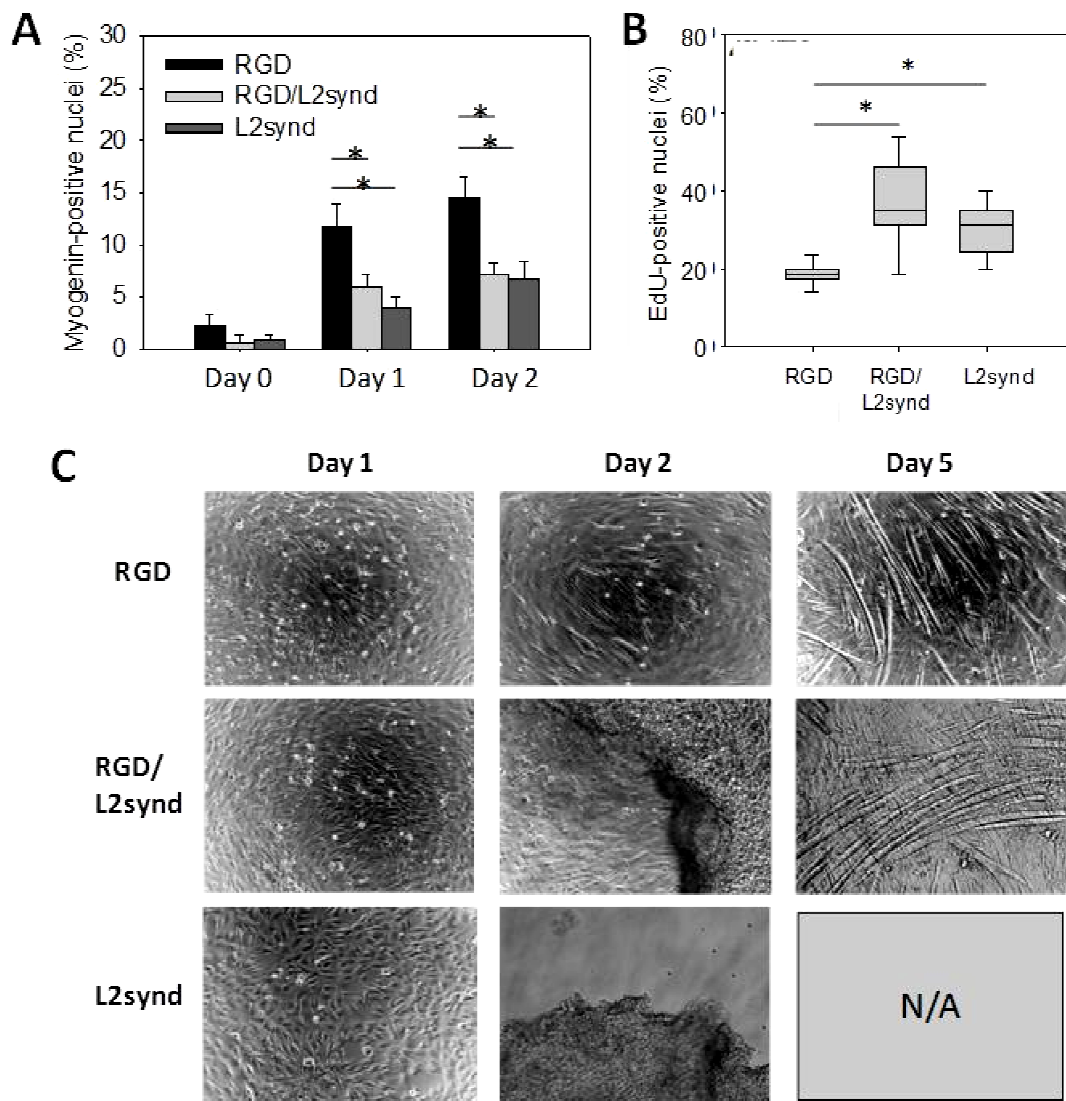 A
Myogenin-positive nuclei (%)
30
25
20
15
10
5
0
RGD
RGD/L2synd
L2synd
*
*
*
*
Day 0
Day 1
Day 2
B
EdU-positive nuclei (%)
80
60
40
20
0
*
*
RGD
RGD/
L2synd
L2synd
C
Day 1
Day 2
Day 5
RGD
RGD/
L2synd
L2synd
N/A